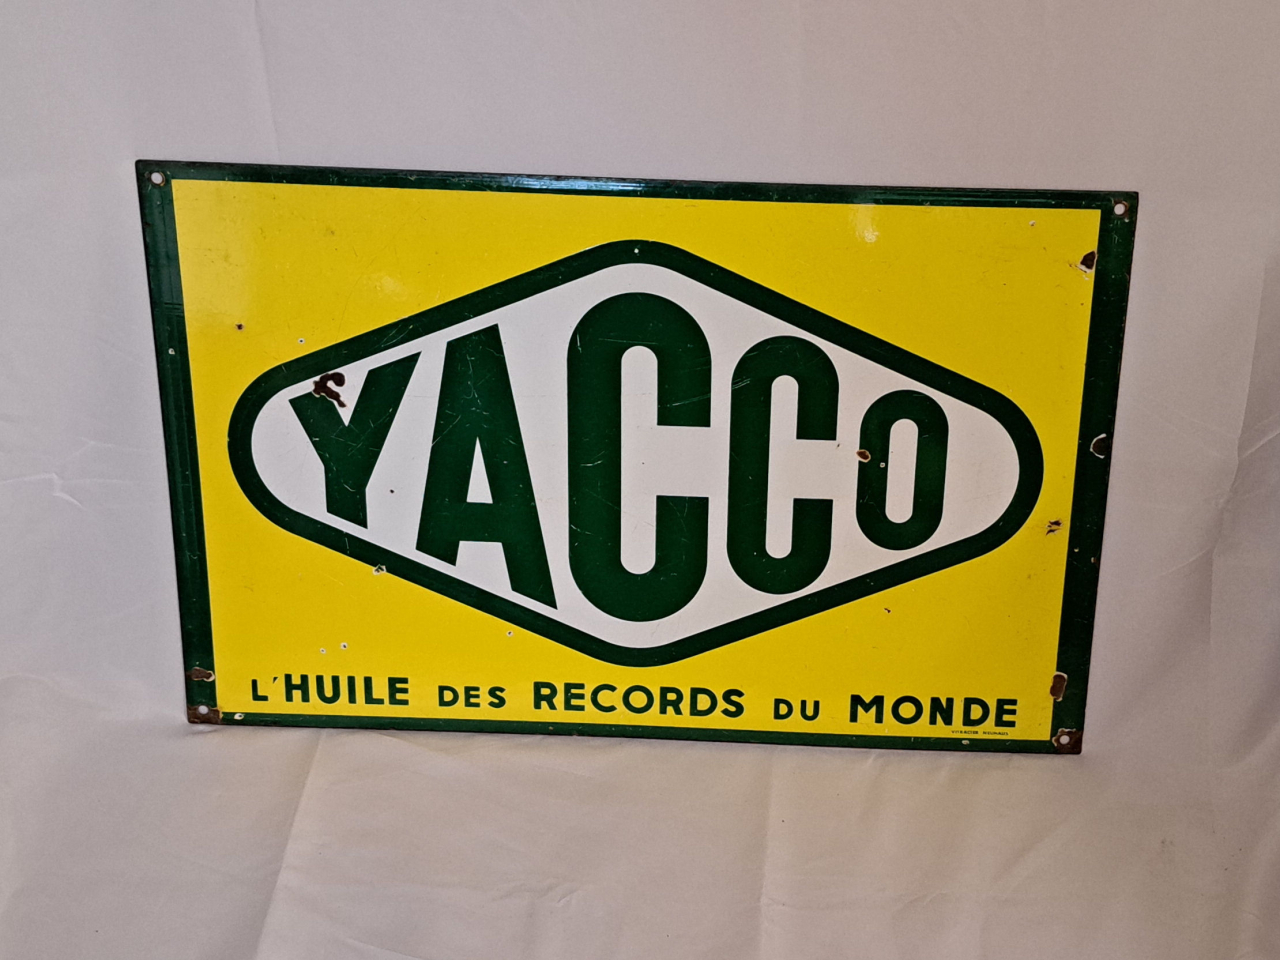 YACCO
L'HUILE DES RECORDS DU MONDE